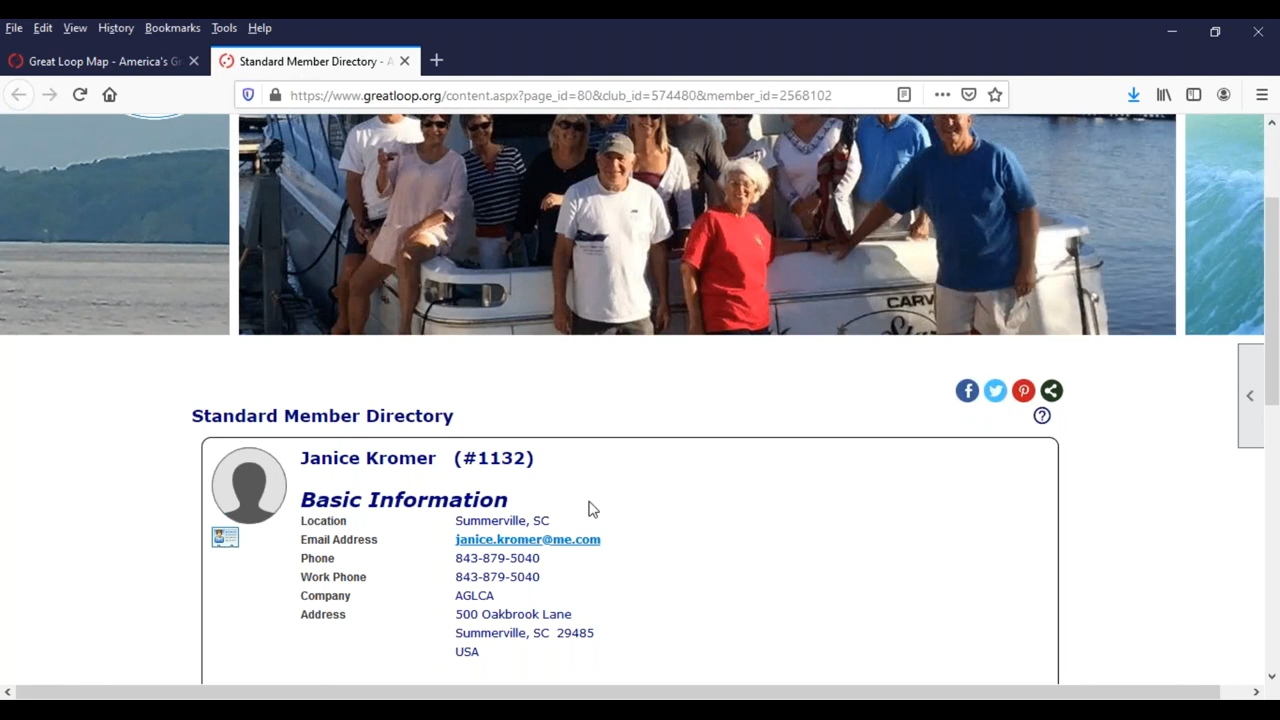 File Edit View History Bookmarks Tools Help
Great Loop Map - America's Gr
Standard Member Directory - A
https://www.greatloop.org/content.aspx?page_id=80&club_id=574480&member_id=2568102
CARV
Standard Member Directory
Janice Kromer (#1132)
Basic Information
Location Summerville, SC
Email Address janice.kromer@me.com
Phone 843-879-5040
Work Phone 843-879-5040
Company AGLCA
Address 500 Oakbrook Lane
Summerville, SC 29485
USA